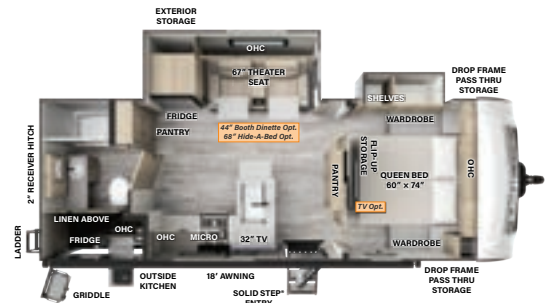 EXTERIOR
STORAGE
OHC
67" THEATER
SEAT
DROP FRAME
PASS THRU
STORAGE
SHELVES
FRIDGE
WARDROBE
PANTRY
44" Booth Dinette Opt.
68" Hide-A-Bed Opt.
2" RECEIVER HITCH
FLIP-UP
STORAGE
PANTRY
OHC
QUEEN BED
60" x 74"
TV Opt.
LINEN ABOVE
OHC
FRIDGE
OHC
MICRO
32" TV
WARDROBE
LADDER
OUTSIDE
KITCHEN
18' AWNING
GRIDDLE
SOLID STEP®
ENTRY
DROP FRAME
PASS THRU
STORAGE